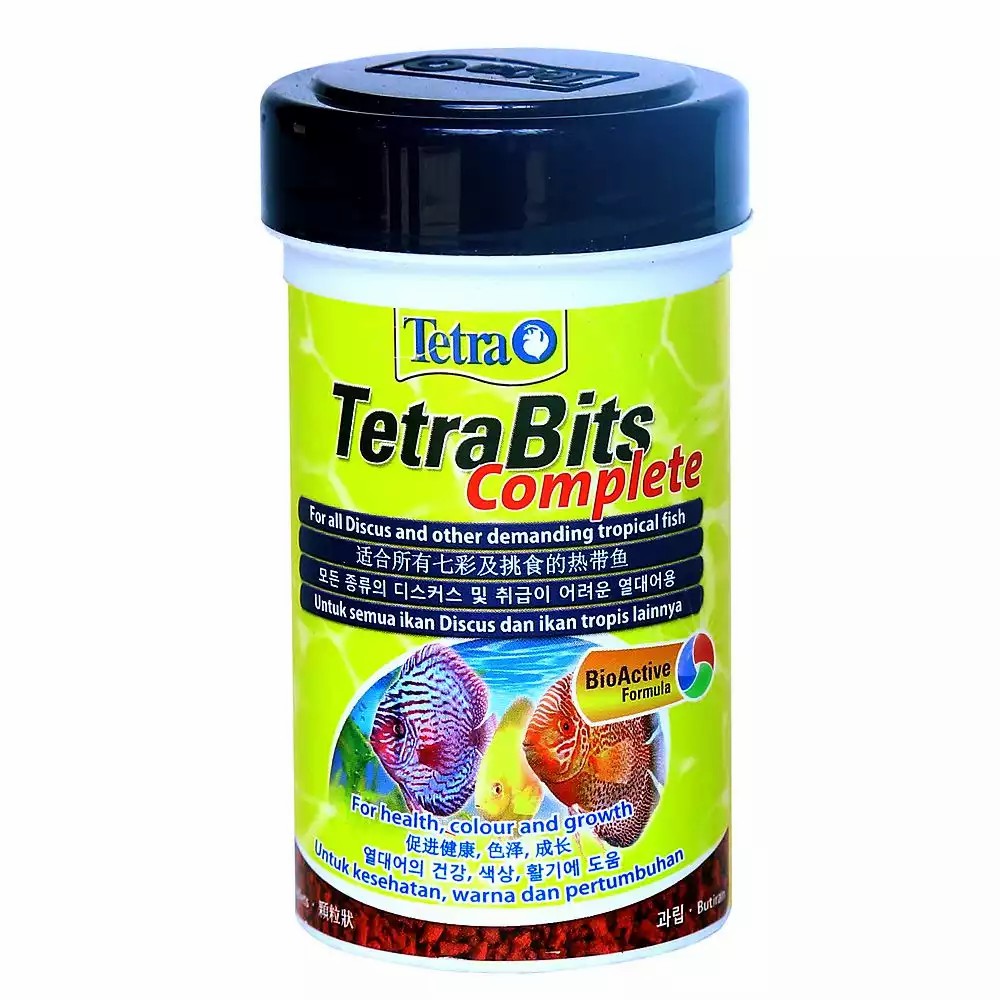 Tetra
Tetra
TetraBits
Complete
For all Discus and other demanding tropical fish
适合所有七彩及挑食的热带鱼
모든 종류의 디스커스 및 취급이 어려운 열대어용
Untuk semua ikan Discus dan ikan tropis lainnya
BioActive
Formula
For health, colour and growth
促进健康, 色泽, 成长
열대어의 건강, 색상, 활기에 도움
Untuk kesehatan, warna dan pertumbuhan
· 顆粒狀
과립 ·